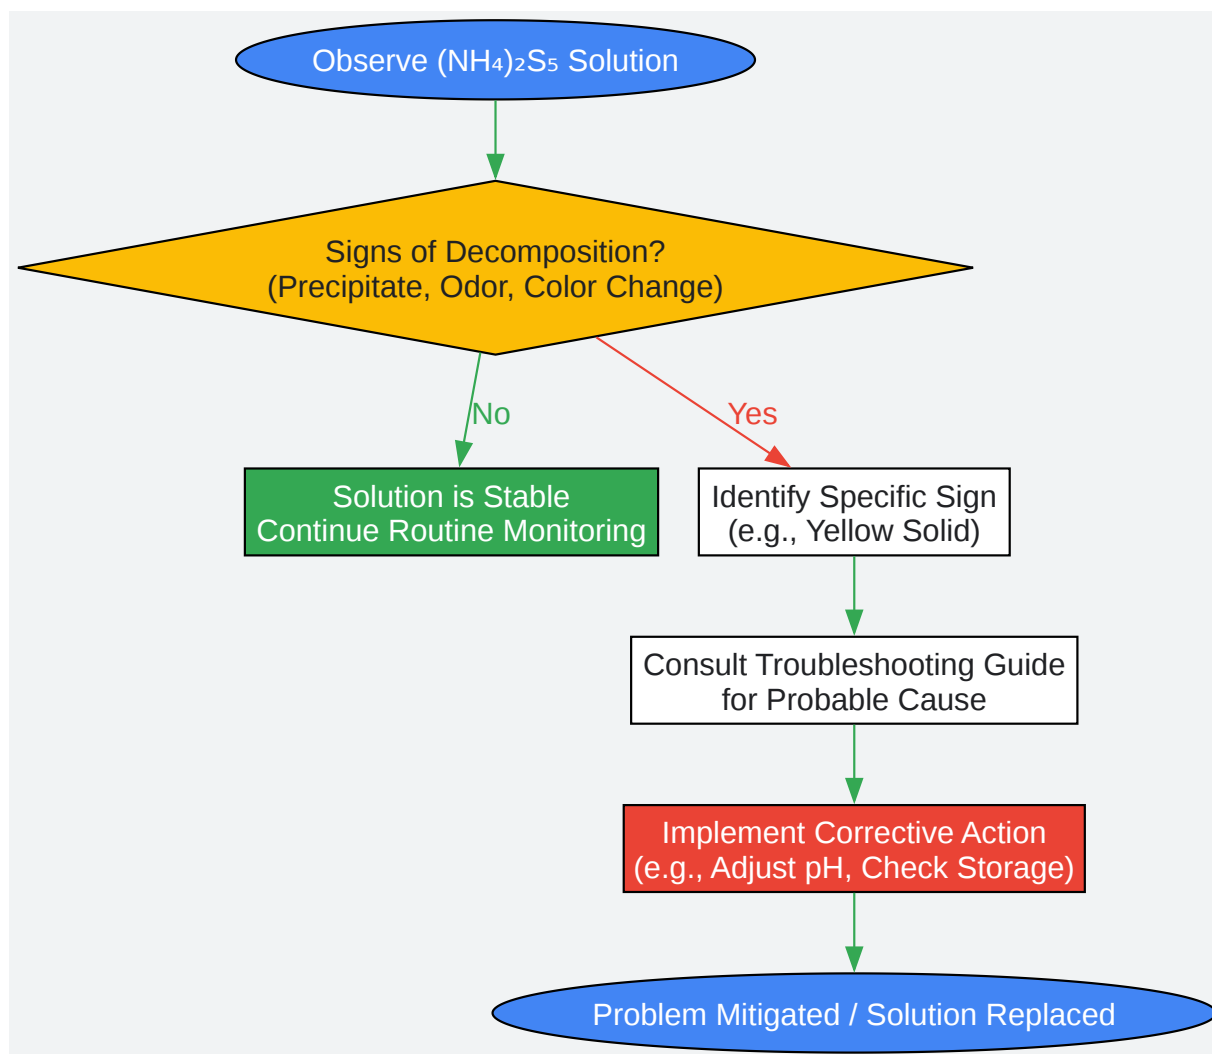 Observe (NH₄)₂S₅ Solution
Signs of Decomposition?
(Precipitate, Odor, Color Change)
No
Yes
Solution is Stable
Continue Routine Monitoring
Identify Specific Sign
(e.g., Yellow Solid)
Consult Troubleshooting Guide
for Probable Cause
Implement Corrective Action
(e.g., Adjust pH, Check Storage)
Problem Mitigated / Solution Replaced